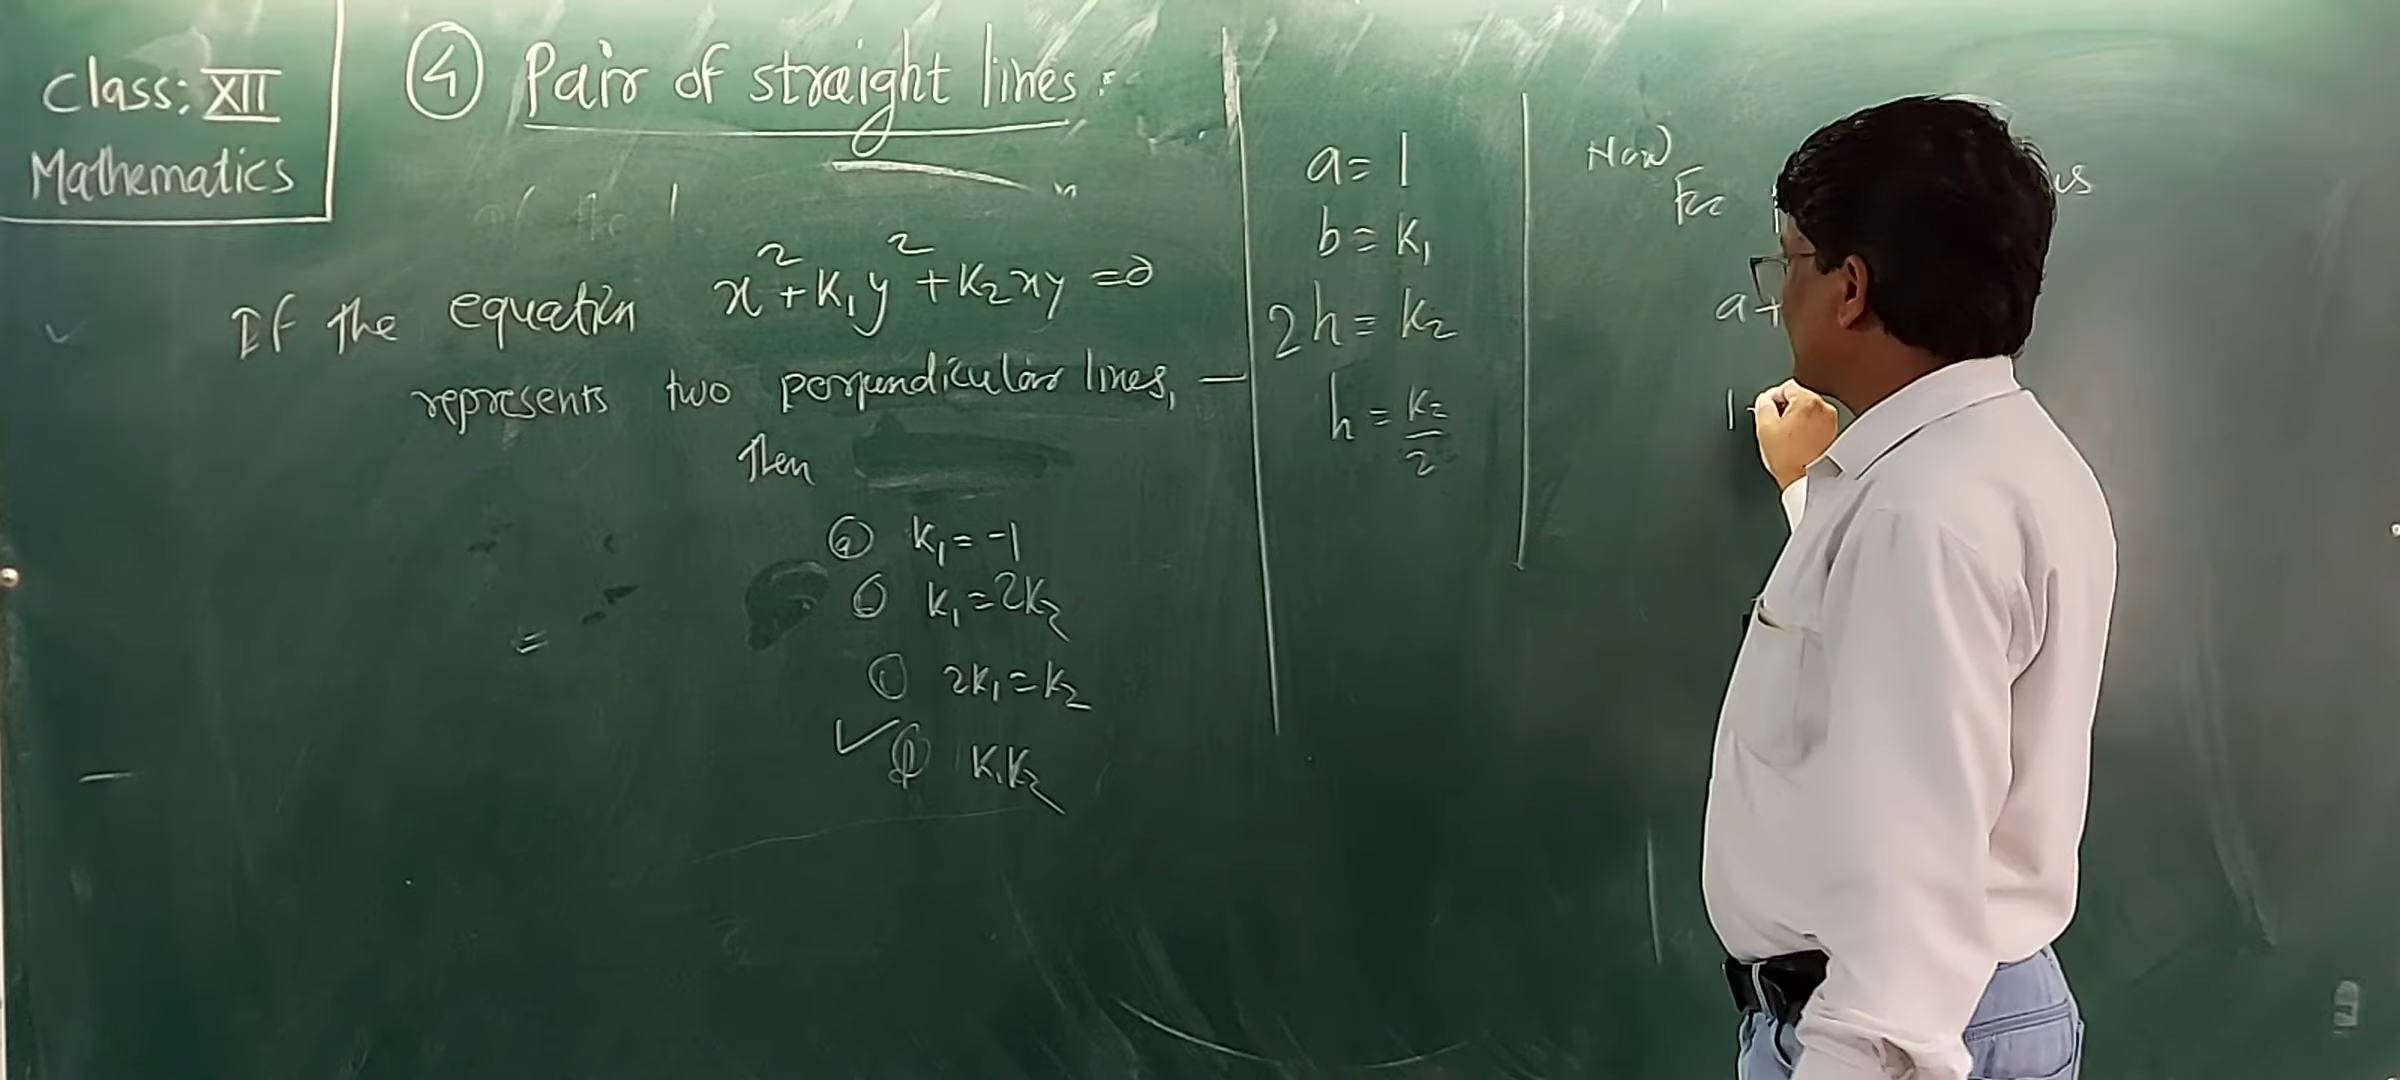 Class: XII
Mathematics
④ Pair of straight lines:
If the equation x² + K₁y² + K₂xy = 0
represents two perpendicular lines, —
then
ⓐ K₁ = -1
K₁ = 2K₂
2K₁ = K₂
✓ K₁K₂
=
a = 1
b = K₁
2h = K₂
h = K₂/2
Now
For
a +
1